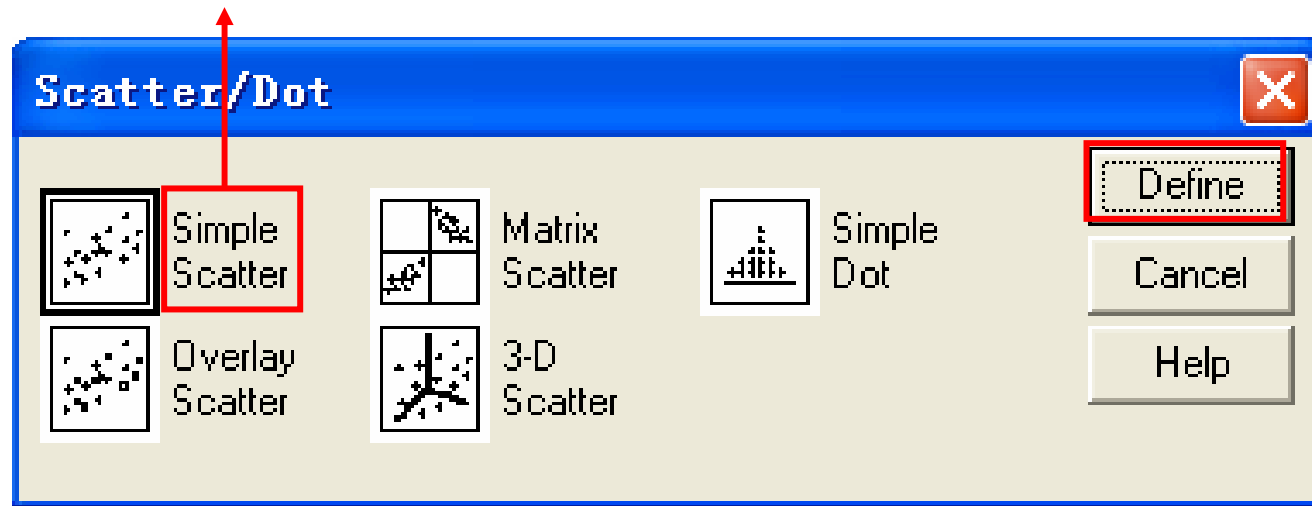 Scatter/Dot
Simple
Scatter
Matrix
Scatter
Simple
Dot
Overlay
Scatter
3-D
Scatter
Define
Cancel
Help